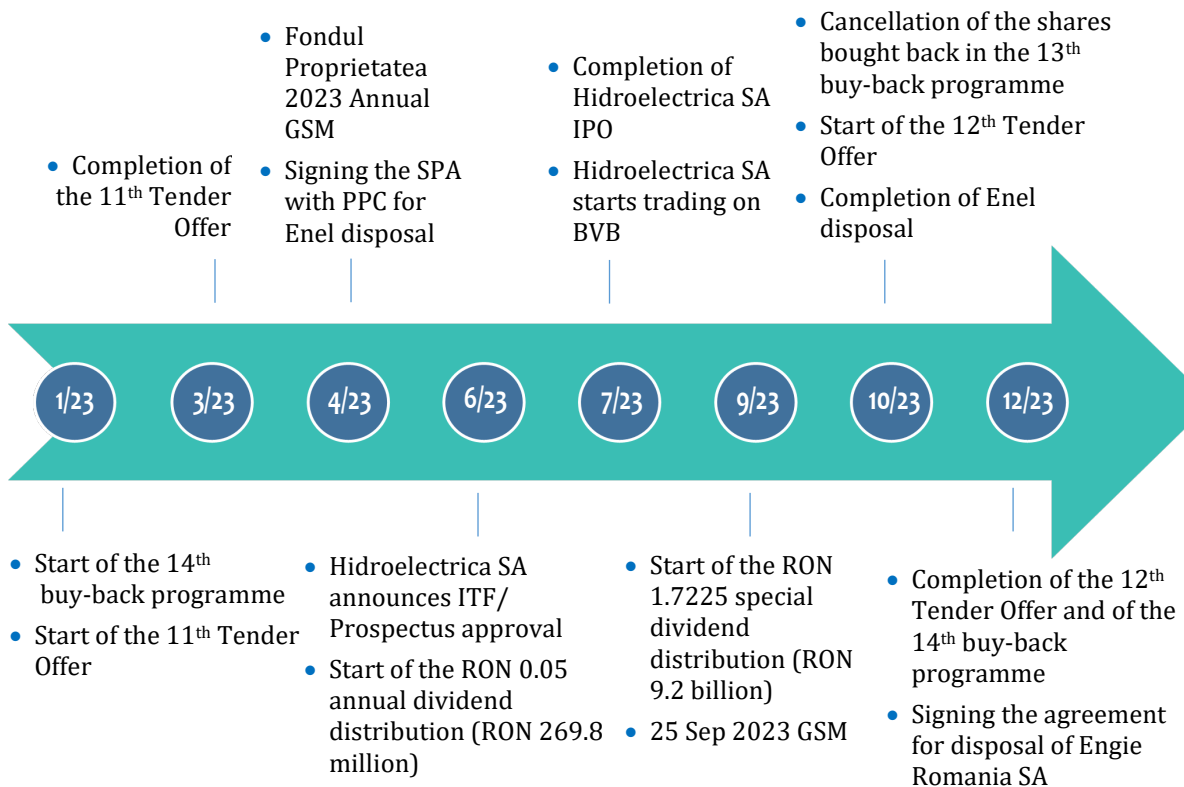 • Completion of
the 11th Tender
Offer
• Fondul
Proprietatea
2023 Annual
GSM
• Signing the SPA
with PPC for
Enel disposal
• Completion of
Hidroelectrica SA
IPO
• Hidroelectrica SA
starts trading on
BVB
• Cancellation of the shares
bought back in the 13th
buy-back programme
• Start of the 12th Tender
Offer
• Completion of Enel
disposal
1/23
3/23
4/23
6/23
7/23
9/23
10/23
12/23
• Start of the 14th
buy-back programme
• Start of the 11th Tender
Offer
• Hidroelectrica SA
announces ITF/
Prospectus approval
• Start of the RON 0.05
annual dividend
distribution (RON 269.8
million)
• Start of the RON
1.7225 special
dividend
distribution (RON
9.2 billion)
• 25 Sep 2023 GSM
• Completion of the 12th
Tender Offer and of the
14th buy-back
programme
• Signing the agreement
for disposal of Engie
Romania SA